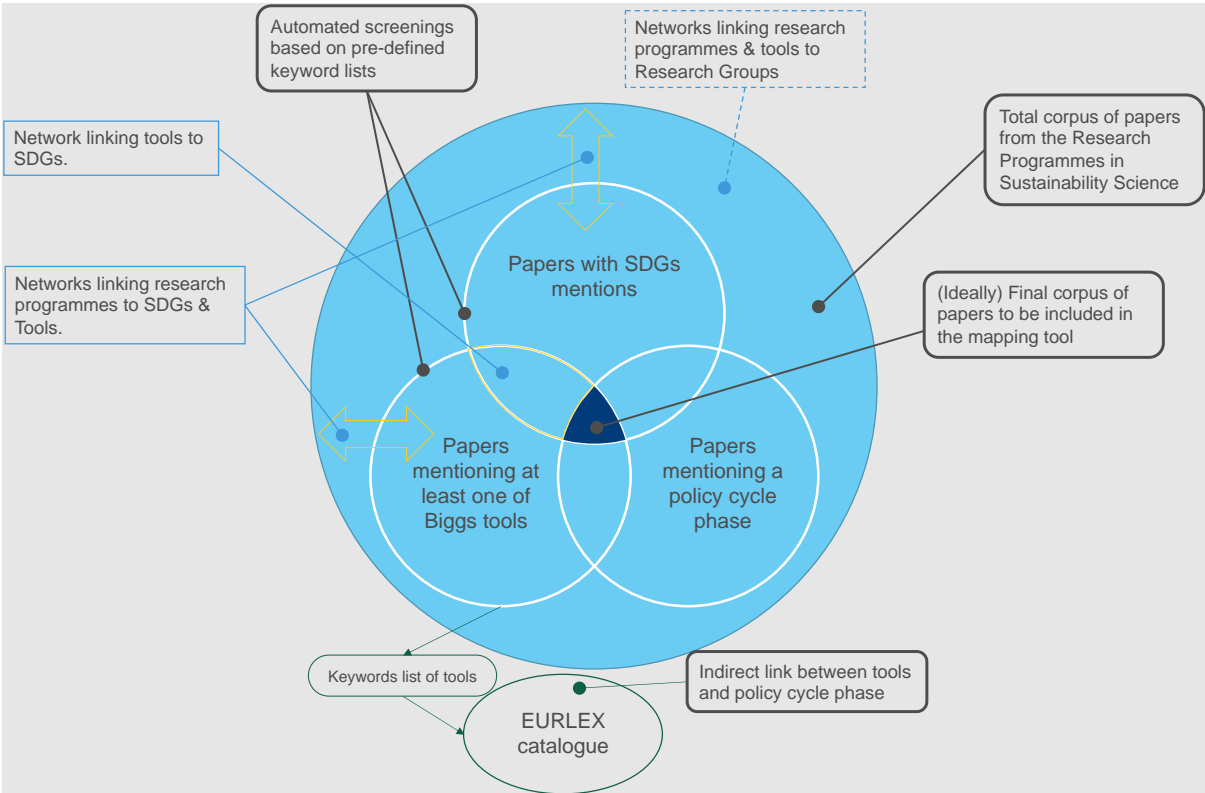 Automated screenings
based on pre-defined
keyword lists
Networks linking research
programmes & tools to
Research Groups
Total corpus of papers
from the Research
Programmes in
Sustainability Science
Network linking tools to
SDGs.
Papers with SDGs
mentions
Networks linking research
programmes to SDGs &
Tools.
(Ideally) Final corpus of
papers to be included in
the mapping tool
Papers
mentioning at
least one of
Biggs tools
Papers
mentioning a
policy cycle
phase
Keywords list of tools
Indirect link between tools
and policy cycle phase
EURLEX
catalogue